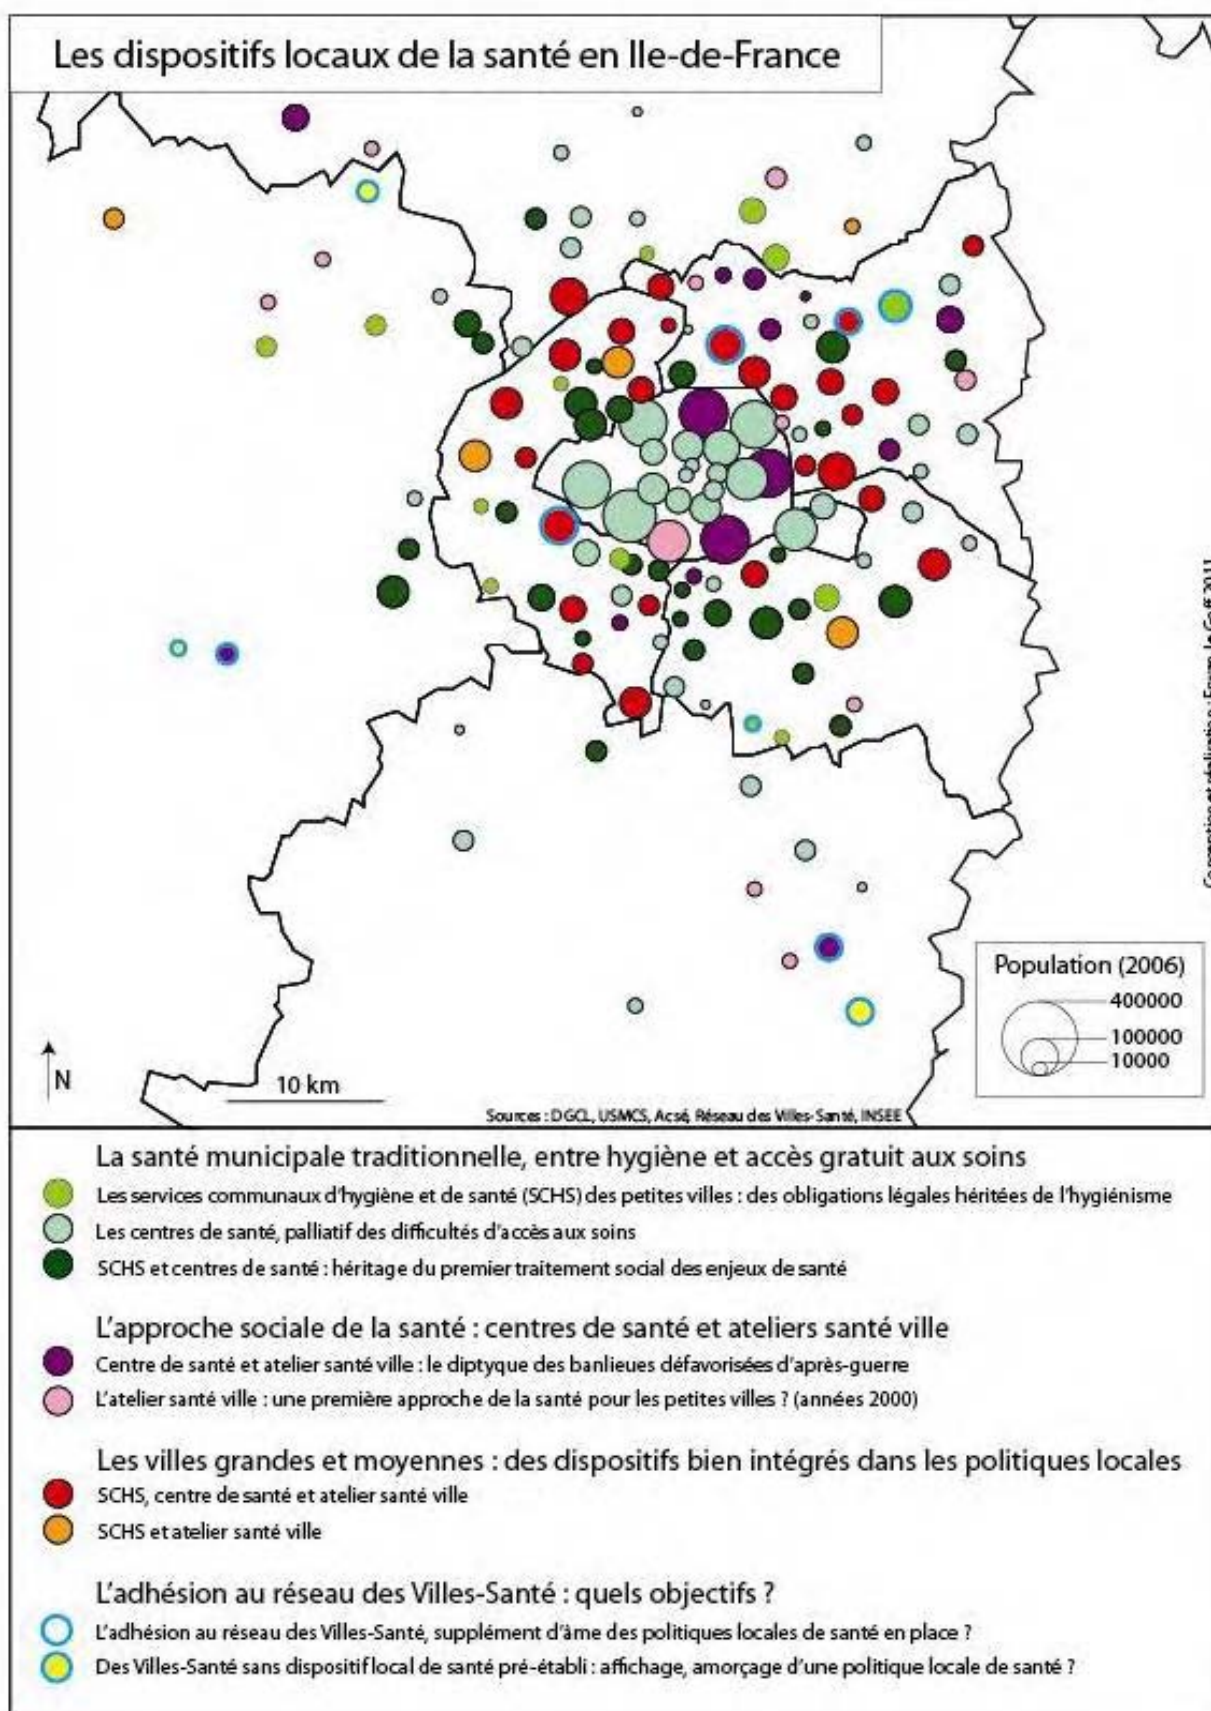 Les dispositifs locaux de la santé en Ile-de-France
Conception et réalisation : Erwan Le Goff 2011
Population (2006)
400000
100000
10000
N
10 km
Sources : DGCL, USMCS, Acsé, Réseau des Villes-Santé, INSEE
La santé municipale traditionnelle, entre hygiène et accès gratuit aux soins
Les services communaux d'hygiène et de santé (SCHS) des petites villes : des obligations légales héritées de l'hygiénisme
Les centres de santé, palliatif des difficultés d'accès aux soins
SCHS et centres de santé : héritage du premier traitement social des enjeux de santé
L'approche sociale de la santé : centres de santé et ateliers santé ville
Centre de santé et atelier santé ville : le diptyque des banlieues défavorisées d'après-guerre
L'atelier santé ville : une première approche de la santé pour les petites villes ? (années 2000)
Les villes grandes et moyennes : des dispositifs bien intégrés dans les politiques locales
SCHS, centre de santé et atelier santé ville
SCHS et atelier santé ville
L'adhésion au réseau des Villes-Santé : quels objectifs ?
L'adhésion au réseau des Villes-Santé, supplément d'âme des politiques locales de santé en place ?
Des Villes-Santé sans dispositif local de santé pré-établi : affichage, amorçage d'une politique locale de santé ?